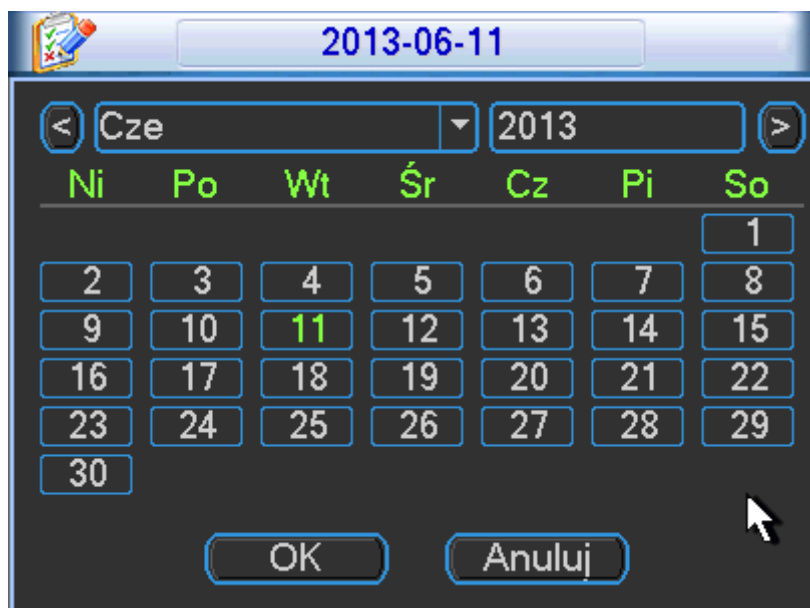 2013-06-11
< Cze 2013 >
Ni Po Wt Śr Cz Pi So
1
2 3 4 5 6 7 8
9 10 11 12 13 14 15
16 17 18 19 20 21 22
23 24 25 26 27 28 29
30
OK Anuluj